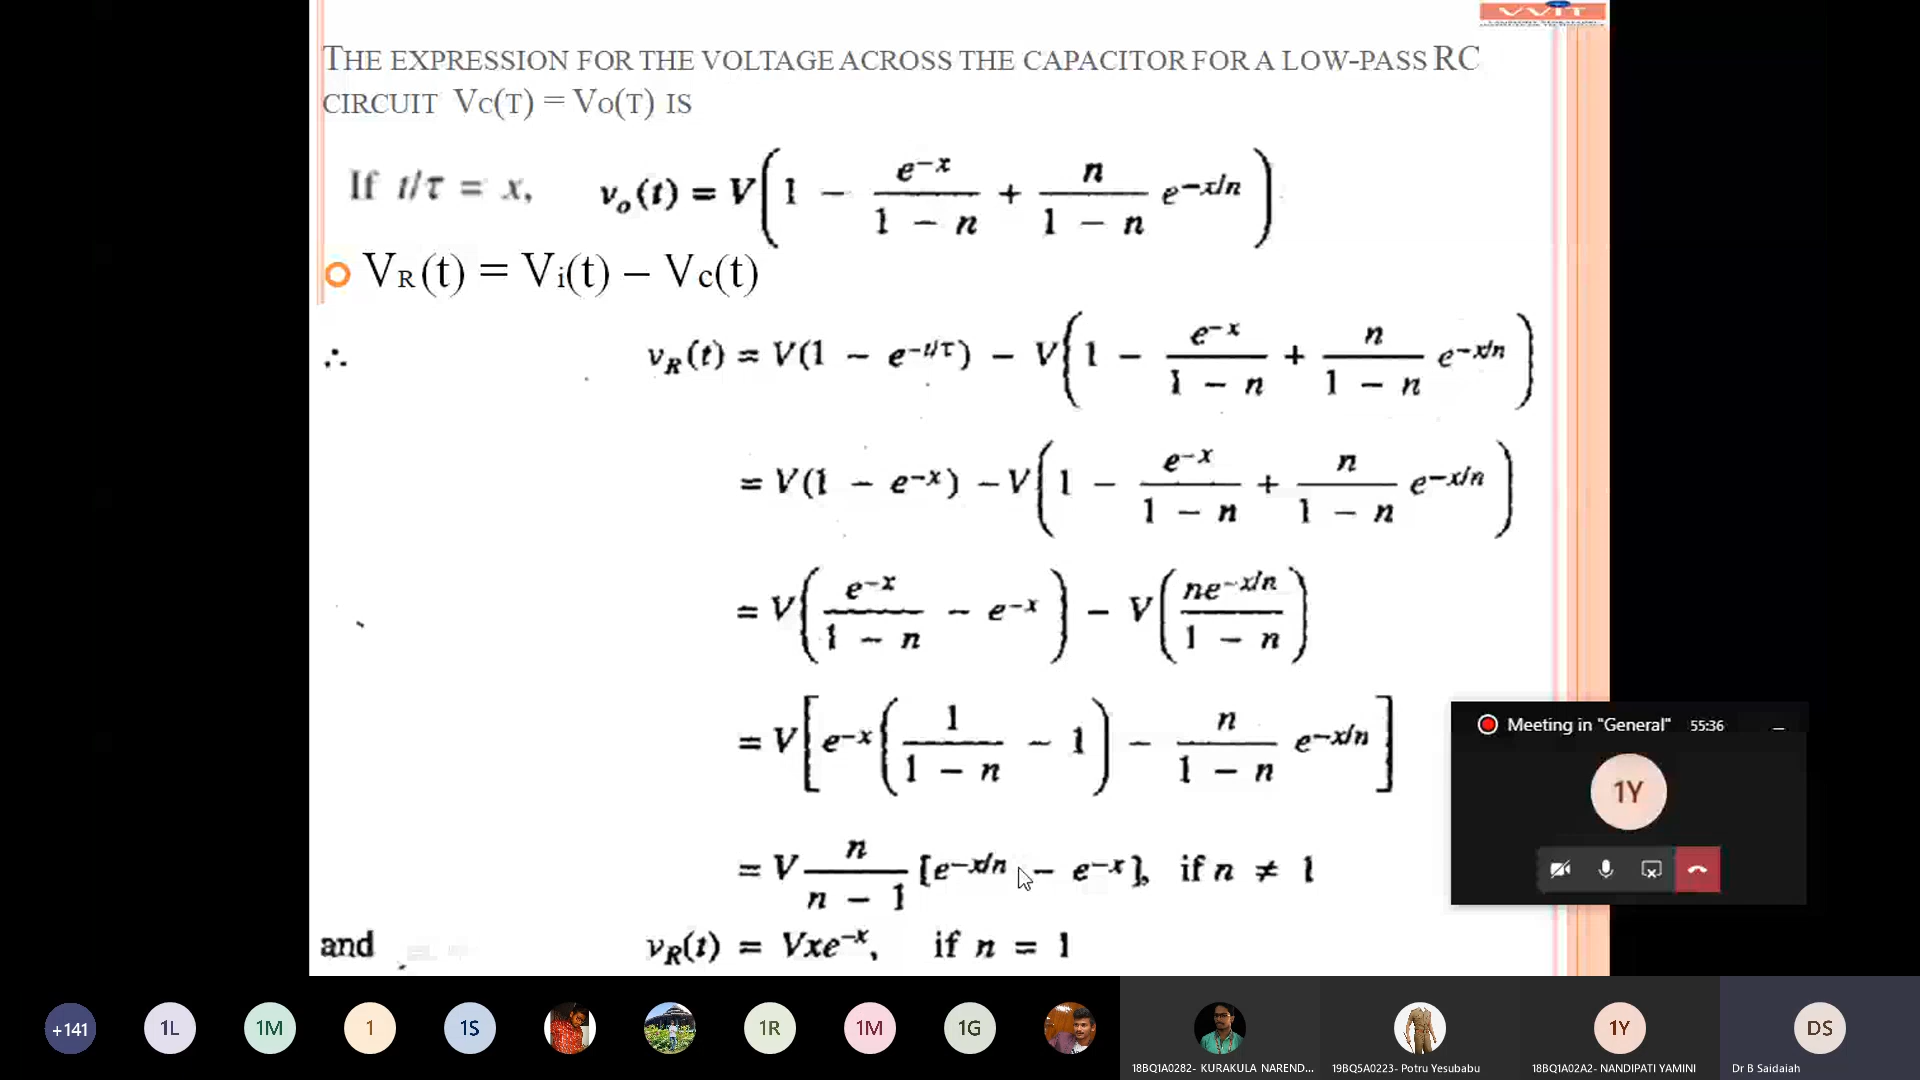 VVIT
THE EXPRESSION FOR THE VOLTAGE ACROSS THE CAPACITOR FOR A LOW-PASS RC
CIRCUIT VC(T) = VO(T) IS
If t/τ = x, vo(t) = V(1 − e−x/(1 − n) + n/(1 − n) e−x/n)
VR(t) = Vi(t) – Vc(t)
∴ vR(t) = V(1 − e−t/τ) − V(1 − e−x/(1 − n) + n/(1 − n) e−x/n)
= V(1 − e−x) − V(1 − e−x/(1 − n) + n/(1 − n) e−x/n)
= V(e−x/(1 − n) − e−x) − V(ne−x/n/(1 − n))
= V[e−x(1/(1 − n) − 1) − n/(1 − n) e−x/n]
= V n/(n − 1) [e−x/n − e−x], if n ≠ 1
and vR(t) = Vxe−x, if n = 1
Meeting in "General" 55:36
1Y
+141
1L
1M
1
1S
1R
1M
1G
1Y
DS
18BQ1A0282- KURAKULA NAREND...
19BQ5A0223- Potru Yesubabu
18BQ1A02A2- NANDIPATI YAMINI
Dr B Saidaiah